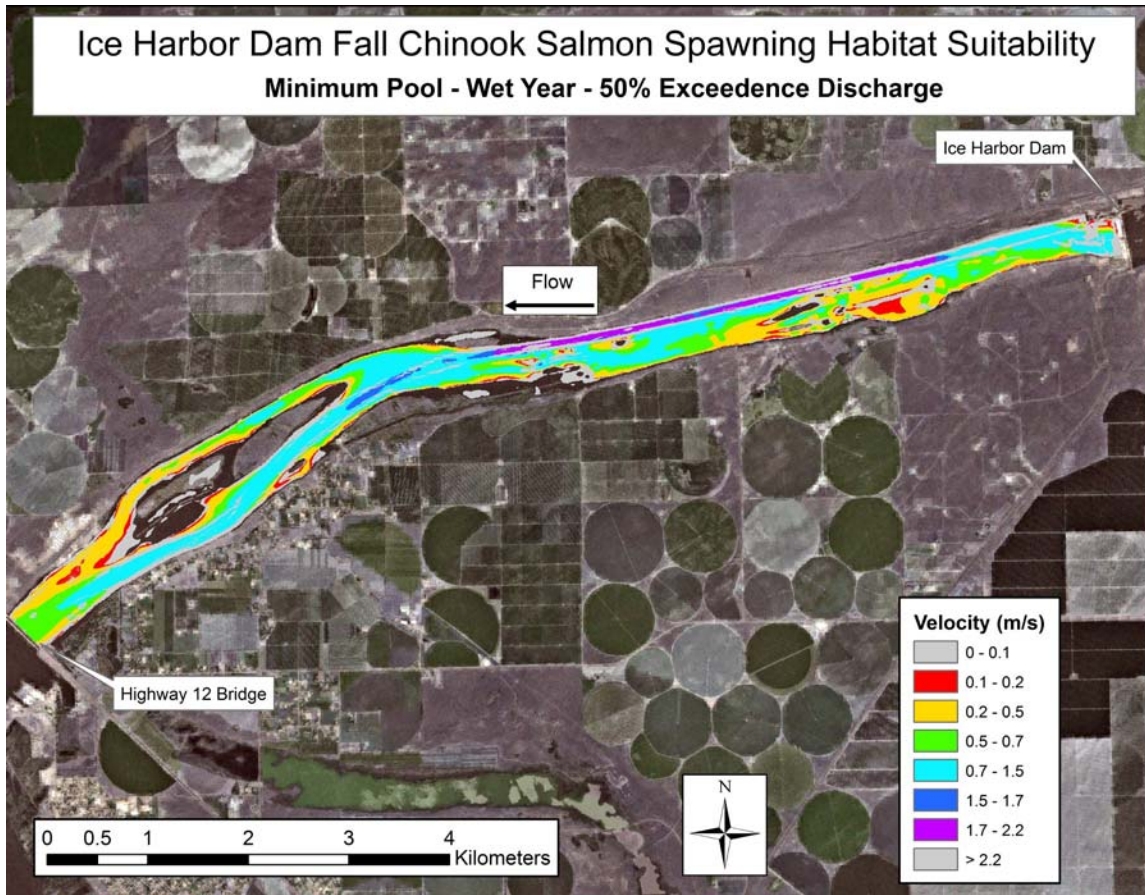 Ice Harbor Dam Fall Chinook Salmon Spawning Habitat Suitability
Minimum Pool - Wet Year - 50% Exceedence Discharge
Ice Harbor Dam
Flow
Highway 12 Bridge
Velocity (m/s)
0 - 0.1
0.1 - 0.2
0.2 - 0.5
0.5 - 0.7
0.7 - 1.5
1.5 - 1.7
1.7 - 2.2
> 2.2
N
0 0.5 1 2 3 4
Kilometers